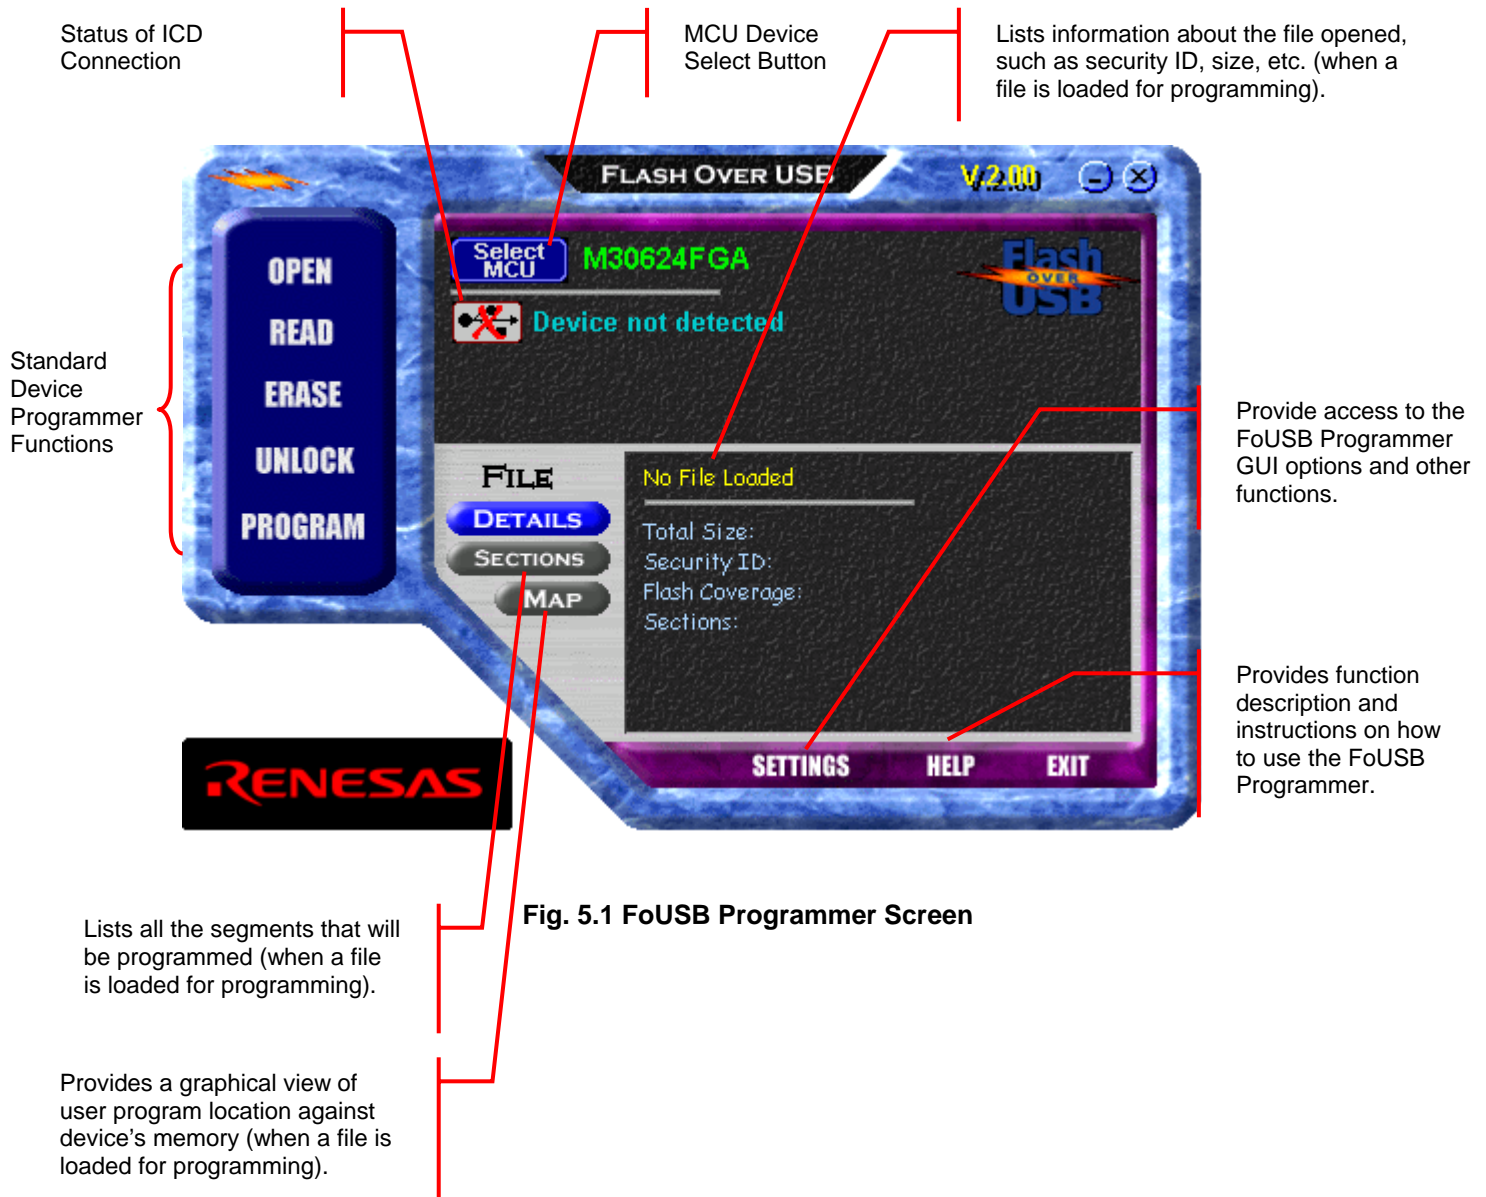 Status of ICD
Connection
MCU Device
Select Button
Lists information about the file opened,
such as security ID, size, etc. (when a
file is loaded for programming).
FLASH OVER USB
V.2.00
OPEN
READ
ERASE
UNLOCK
PROGRAM
Select
MCU
M30624FGA
Device not detected
Flash
OVER
USB
Standard
Device
Programmer
Functions
FILE
DETAILS
SECTIONS
MAP
No File Loaded
Total Size:
Security ID:
Flash Coverage:
Sections:
SETTINGS
HELP
EXIT
RENESAS
Provide access to the
FoUSB Programmer
GUI options and other
functions.
Provides function
description and
instructions on how
to use the FoUSB
Programmer.
Fig. 5.1 FoUSB Programmer Screen
Lists all the segments that will
be programmed (when a file
is loaded for programming).
Provides a graphical view of
user program location against
device’s memory (when a file is
loaded for programming).